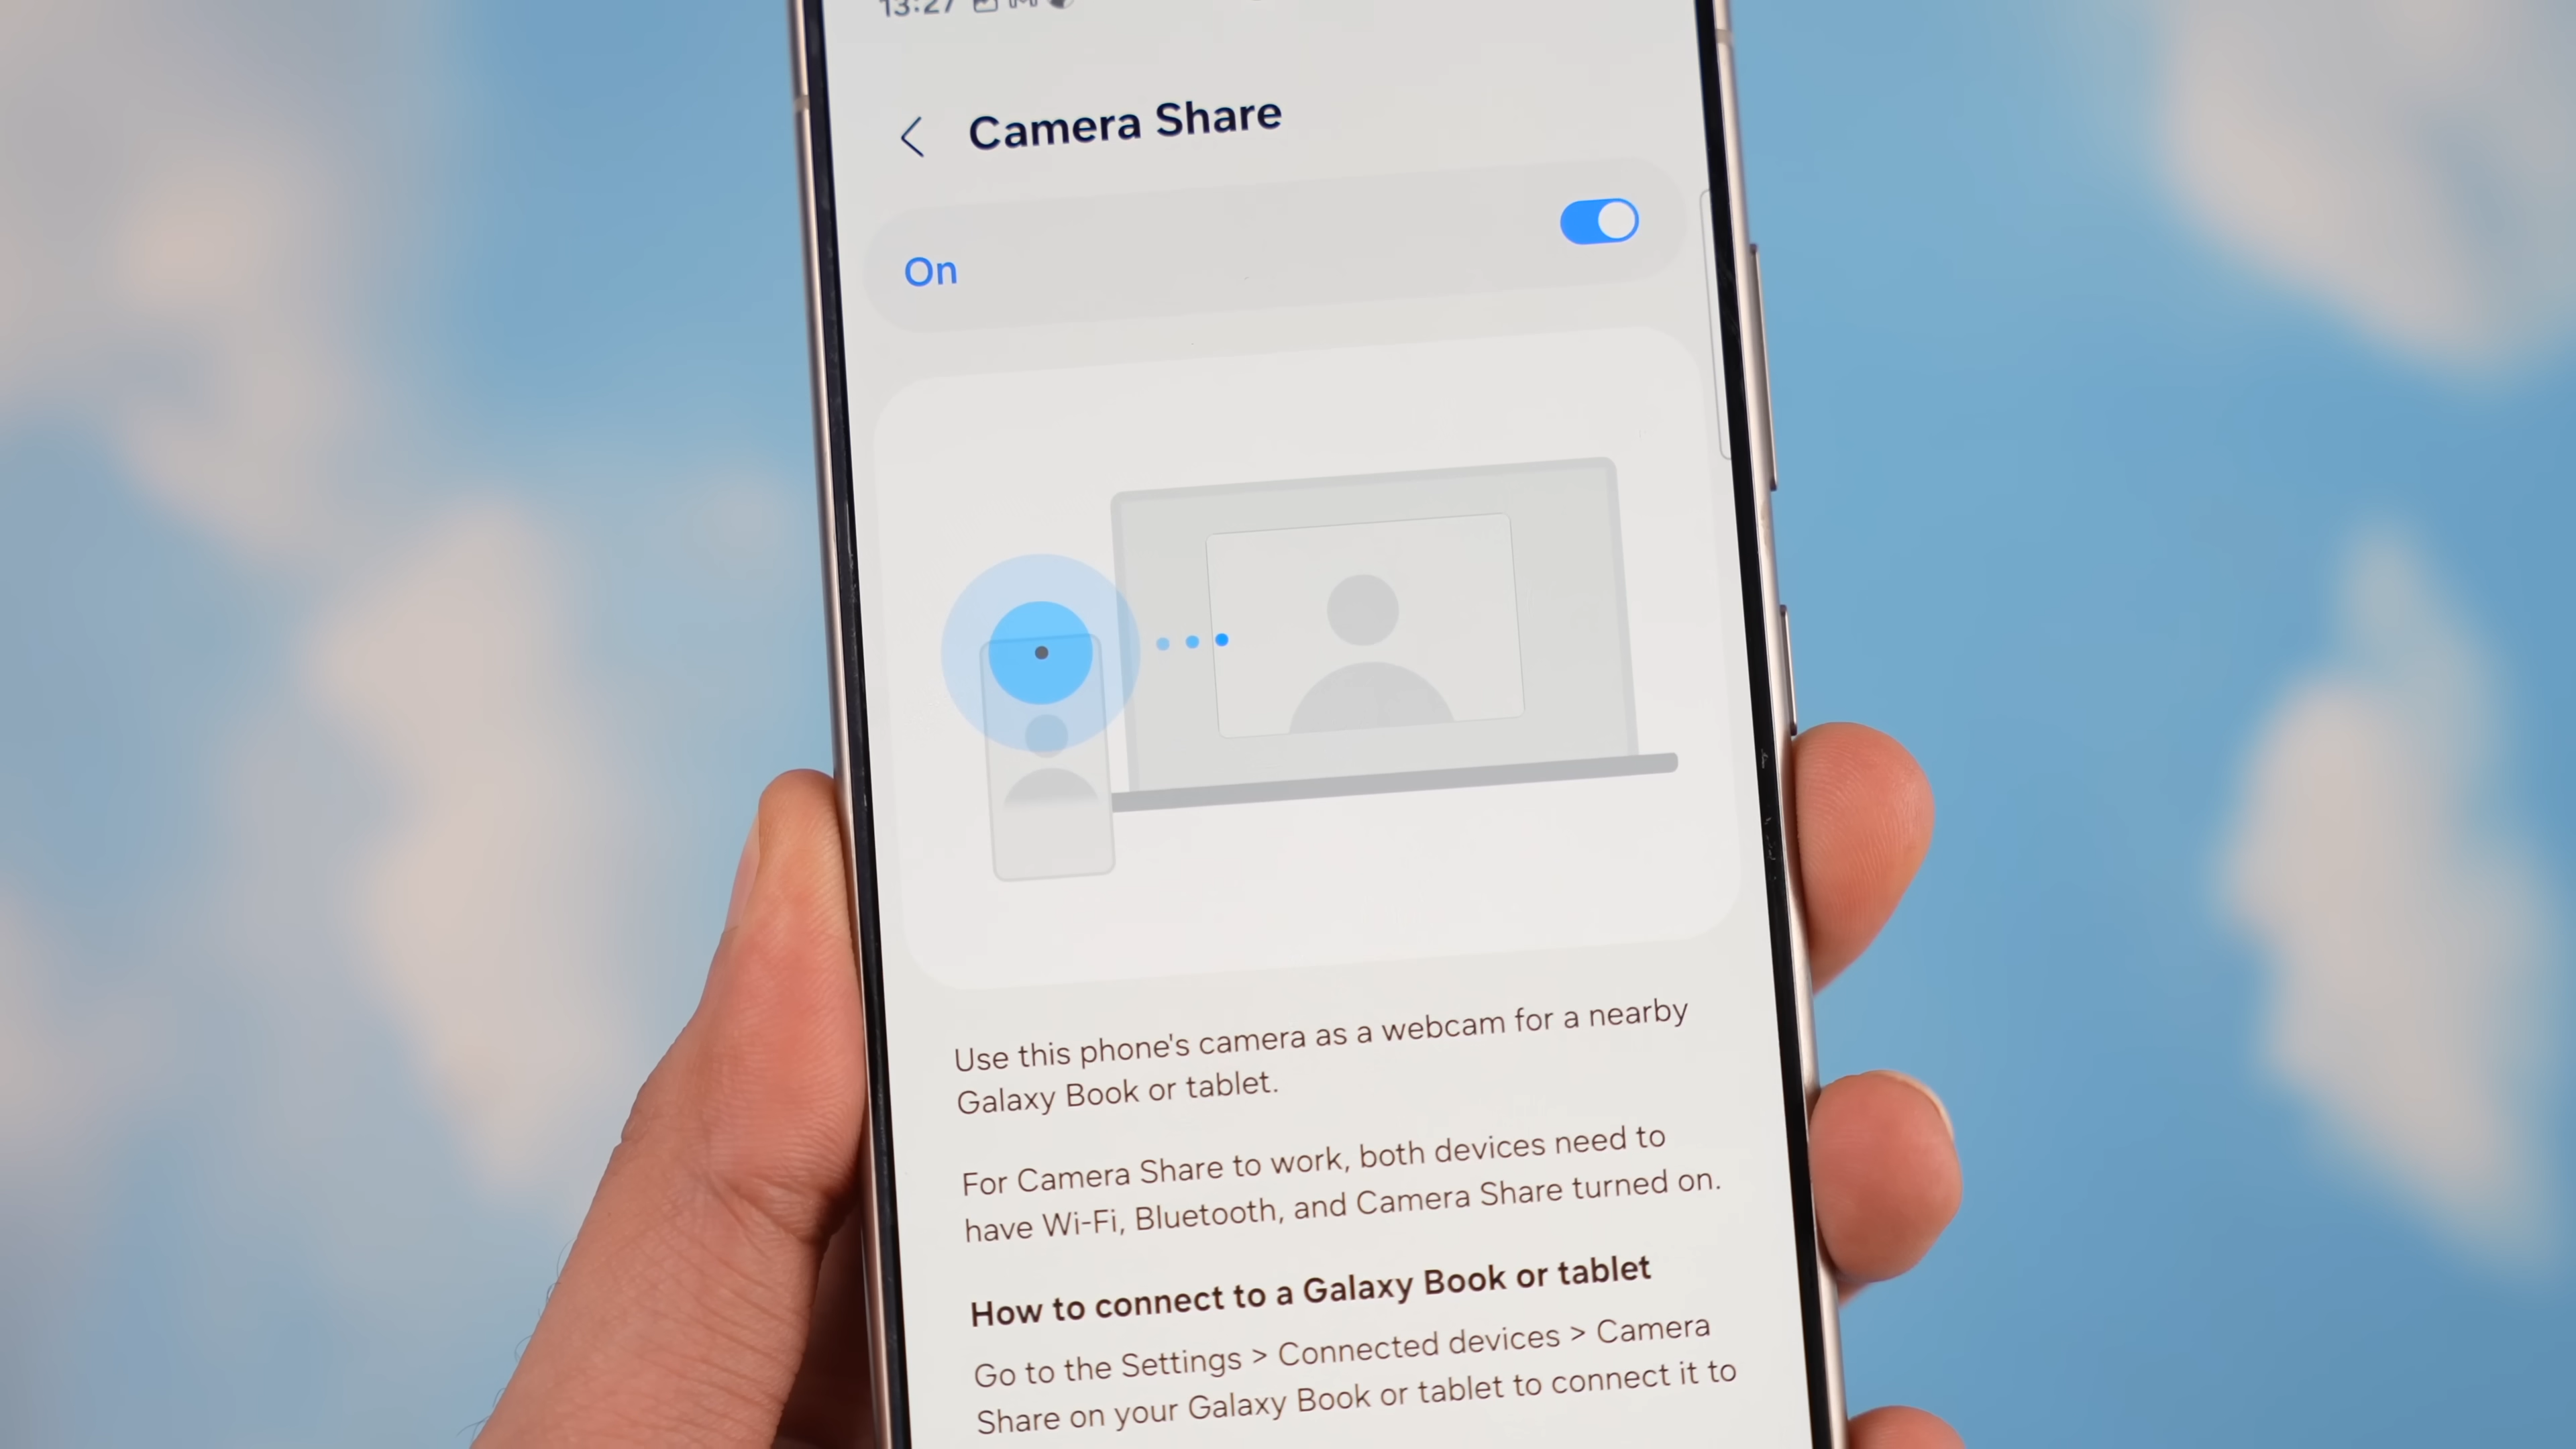 13:27
Camera Share
On
Use this phone's camera as a webcam for a nearby
Galaxy Book or tablet.
For Camera Share to work, both devices need to
have Wi-Fi, Bluetooth, and Camera Share turned on.
How to connect to a Galaxy Book or tablet
Go to the Settings > Connected devices > Camera
Share on your Galaxy Book or tablet to connect it to